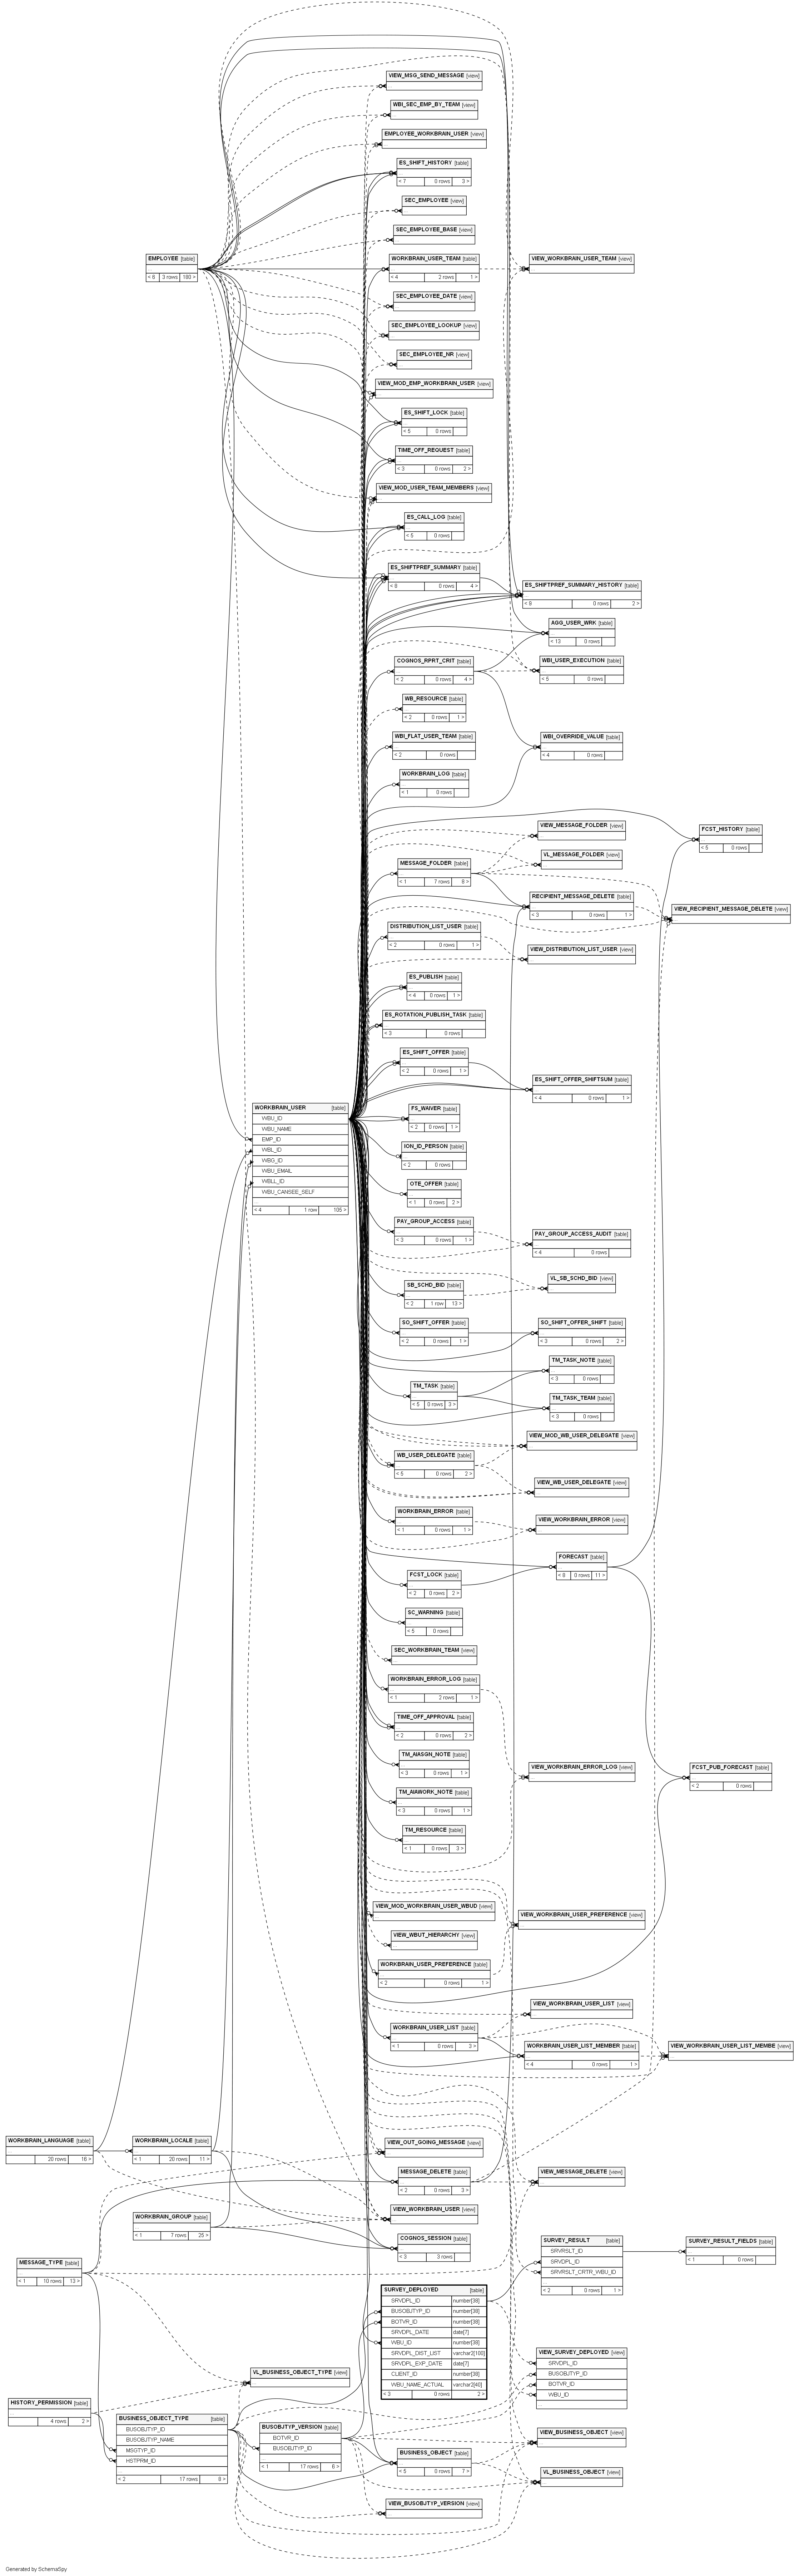 VIEW_MSG_SEND_MESSAGE [view]
...
WBI_SEC_EMP_BY_TEAM [view]
...
EMPLOYEE_WORKBRAIN_USER [view]
...
ES_SHIFT_HISTORY [table]
...
< 7 0 rows 3 >
SEC_EMPLOYEE [view]
...
SEC_EMPLOYEE_BASE [view]
...
EMPLOYEE [table]
...
< 6 3 rows 180 >
WORKBRAIN_USER_TEAM [table]
...
< 4 2 rows 1 >
VIEW_WORKBRAIN_USER_TEAM [view]
...
SEC_EMPLOYEE_DATE [view]
...
SEC_EMPLOYEE_LOOKUP [view]
...
SEC_EMPLOYEE_NR [view]
...
VIEW_MOD_EMP_WORKBRAIN_USER [view]
...
ES_SHIFT_LOCK [table]
...
< 5 0 rows
TIME_OFF_REQUEST [table]
...
< 3 0 rows 2 >
VIEW_MOD_USER_TEAM_MEMBERS [view]
...
ES_CALL_LOG [table]
...
< 5 0 rows
ES_SHIFTPREF_SUMMARY [table]
...
< 8 0 rows 4 >
ES_SHIFTPREF_SUMMARY_HISTORY [table]
...
< 8 0 rows 2 >
AGG_USER_WRK [table]
...
< 13 0 rows
COGNOS_RPRT_CRIT [table]
...
< 2 0 rows 4 >
WBI_USER_EXECUTION [table]
...
< 5 0 rows
WB_RESOURCE [table]
...
< 2 0 rows 1 >
WBI_FLAT_USER_TEAM [table]
...
< 2 0 rows
WBI_OVERRIDE_VALUE [table]
...
< 4 0 rows
WORKBRAIN_LOG [table]
...
< 1 0 rows
VIEW_MESSAGE_FOLDER [view]
...
FCST_HISTORY [table]
...
< 5 0 rows
VL_MESSAGE_FOLDER [view]
...
MESSAGE_FOLDER [table]
...
< 1 7 rows 8 >
RECIPIENT_MESSAGE_DELETE [table]
...
< 3 0 rows 1 >
VIEW_RECIPIENT_MESSAGE_DELETE [view]
...
DISTRIBUTION_LIST_USER [table]
...
< 2 0 rows 1 >
VIEW_DISTRIBUTION_LIST_USER [view]
...
ES_PUBLISH [table]
...
< 4 0 rows 1 >
ES_ROTATION_PUBLISH_TASK [table]
...
< 3 0 rows
ES_SHIFT_OFFER [table]
...
< 2 0 rows 1 >
ES_SHIFT_OFFER_SHIFTSUM [table]
...
< 4 0 rows 1 >
WORKBRAIN_USER [table]
WBU_ID
WBU_NAME
EMP_ID
WBL_ID
WBG_ID
WBU_EMAIL
WBLL_ID
WBU_CANSEE_SELF
...
< 4 1 row 105 >
FS_WAIVER [table]
...
< 2 0 rows 1 >
ION_ID_PERSON [table]
...
< 2 0 rows
OTE_OFFER [table]
...
< 1 0 rows 2 >
PAY_GROUP_ACCESS [table]
...
< 3 0 rows 1 >
PAY_GROUP_ACCESS_AUDIT [table]
...
< 4 0 rows
VL_SB_SCHD_BID [view]
...
SB_SCHD_BID [table]
...
< 2 1 row 13 >
SO_SHIFT_OFFER [table]
...
< 2 0 rows 1 >
SO_SHIFT_OFFER_SHIFT [table]
...
< 3 0 rows 2 >
TM_TASK_NOTE [table]
...
< 3 0 rows
TM_TASK [table]
...
< 5 0 rows 3 >
TM_TASK_TEAM [table]
...
< 3 0 rows
VIEW_MOD_WB_USER_DELEGATE [view]
...
WB_USER_DELEGATE [table]
...
< 5 0 rows 2 >
VIEW_WB_USER_DELEGATE [view]
...
WORKBRAIN_ERROR [table]
...
< 1 0 rows 1 >
VIEW_WORKBRAIN_ERROR [view]
...
FORECAST [table]
...
< 8 0 rows 11 >
FCST_LOCK [table]
...
< 2 0 rows 2 >
SC_WARNING [table]
...
< 5 0 rows
SEC_WORKBRAIN_TEAM [view]
...
WORKBRAIN_ERROR_LOG [table]
...
< 1 2 rows 1 >
TIME_OFF_APPROVAL [table]
...
< 2 0 rows 2 >
TM_AIASGN_NOTE [table]
...
< 3 0 rows 1 >
VIEW_WORKBRAIN_ERROR_LOG [view]
...
FCST_PUB_FORECAST [table]
...
< 2 0 rows
TM_AIAWORK_NOTE [table]
...
< 3 0 rows 1 >
TM_RESOURCE [table]
...
< 1 0 rows 3 >
VIEW_MOD_WORKBRAIN_USER_WBUD [view]
...
VIEW_WORKBRAIN_USER_PREFERENCE [view]
...
VIEW_WBUT_HIERARCHY [view]
...
WORKBRAIN_USER_PREFERENCE [table]
...
< 2 0 rows 1 >
VIEW_WORKBRAIN_USER_LIST [view]
...
WORKBRAIN_USER_LIST [table]
...
< 1 0 rows 3 >
WORKBRAIN_USER_LIST_MEMBER [table]
...
< 4 0 rows 1 >
VIEW_WORKBRAIN_USER_LIST_MEMBE [view]
...
WORKBRAIN_LANGUAGE [table]
...
20 rows 16 >
WORKBRAIN_LOCALE [table]
...
< 1 20 rows 11 >
VIEW_OUT_GOING_MESSAGE [view]
...
MESSAGE_DELETE [table]
...
< 2 0 rows 3 >
VIEW_MESSAGE_DELETE [view]
...
WORKBRAIN_GROUP [table]
...
< 1 7 rows 25 >
VIEW_WORKBRAIN_USER [view]
...
COGNOS_SESSION [table]
...
< 3 3 rows
MESSAGE_TYPE [table]
...
< 1 10 rows 13 >
SURVEY_RESULT [table]
SRVRSLT_ID
SRVDPL_ID
SRVRSLT_CRTR_WBU_ID
...
< 2 0 rows 1 >
SURVEY_RESULT_FIELDS [table]
...
< 1 0 rows
SURVEY_DEPLOYED [table]
SRVDPL_ID number[38]
BUSOBJTYP_ID number[38]
BOTVR_ID number[38]
SRVDPL_DATE date[7]
WBU_ID number[38]
SRVDPL_DIST_LIST varchar2[100]
SRVDPL_EXP_DATE date[7]
CLIENT_ID number[38]
WBU_NAME_ACTUAL varchar2[40]
< 3 0 rows 2 >
VL_BUSINESS_OBJECT_TYPE [view]
...
VIEW_SURVEY_DEPLOYED [view]
SRVDPL_ID
BUSOBJTYP_ID
BOTVR_ID
WBU_ID
...
HISTORY_PERMISSION [table]
...
4 rows 2 >
BUSINESS_OBJECT_TYPE [table]
BUSOBJTYP_ID
BUSOBJTYP_NAME
MSGTYP_ID
HSTPRM_ID
...
< 2 17 rows 8 >
BUSOBJTYP_VERSION [table]
BOTVR_ID
BUSOBJTYP_ID
...
< 1 17 rows 6 >
VIEW_BUSINESS_OBJECT [view]
...
BUSINESS_OBJECT [table]
...
< 5 0 rows 7 >
VL_BUSINESS_OBJECT [view]
...
VIEW_BUSOBJTYP_VERSION [view]
...
Generated by SchemaSpy